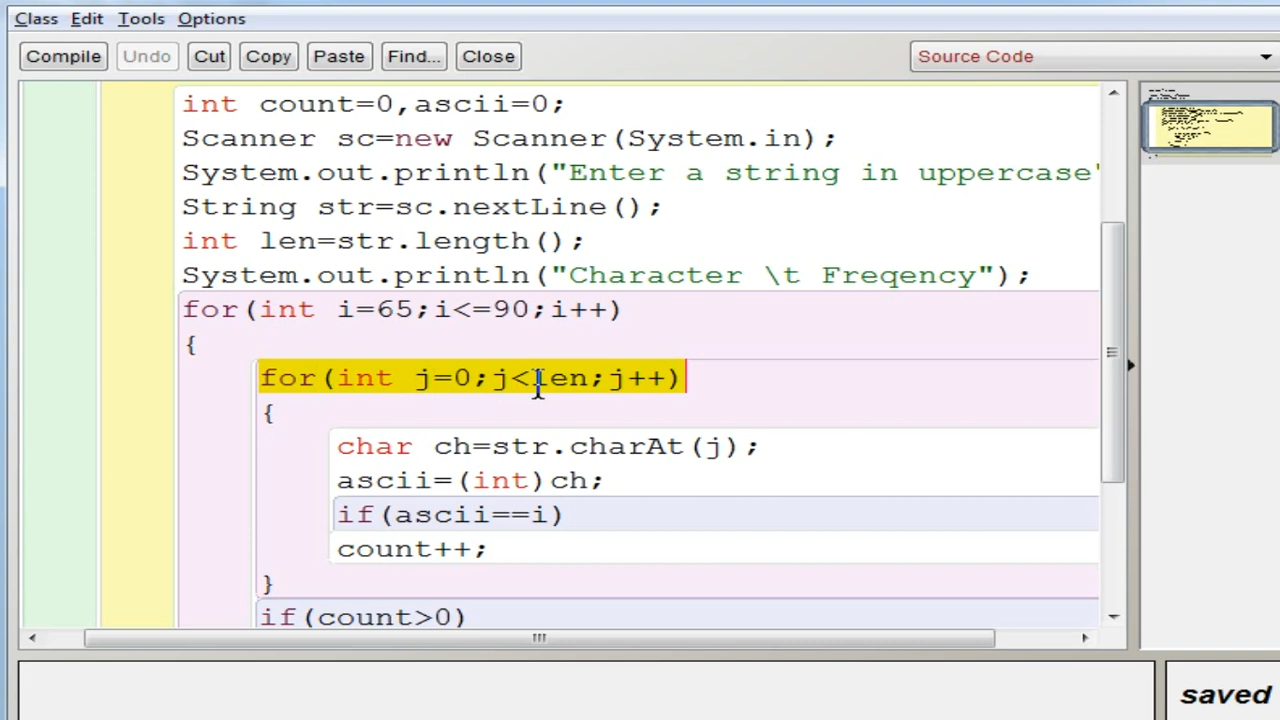 Class Edit Tools Options
Compile Undo Cut Copy Paste Find... Close Source Code
int count=0,ascii=0;
Scanner sc=new Scanner(System.in);
System.out.println("Enter a string in uppercase"
String str=sc.nextLine();
int len=str.length();
System.out.println("Character \t Freqency");
for(int i=65;i<=90;i++)
{
for(int j=0;j<len;j++)
{
char ch=str.charAt(j);
ascii=(int)ch;
if(ascii==i)
count++;
}
if(count>0)
saved